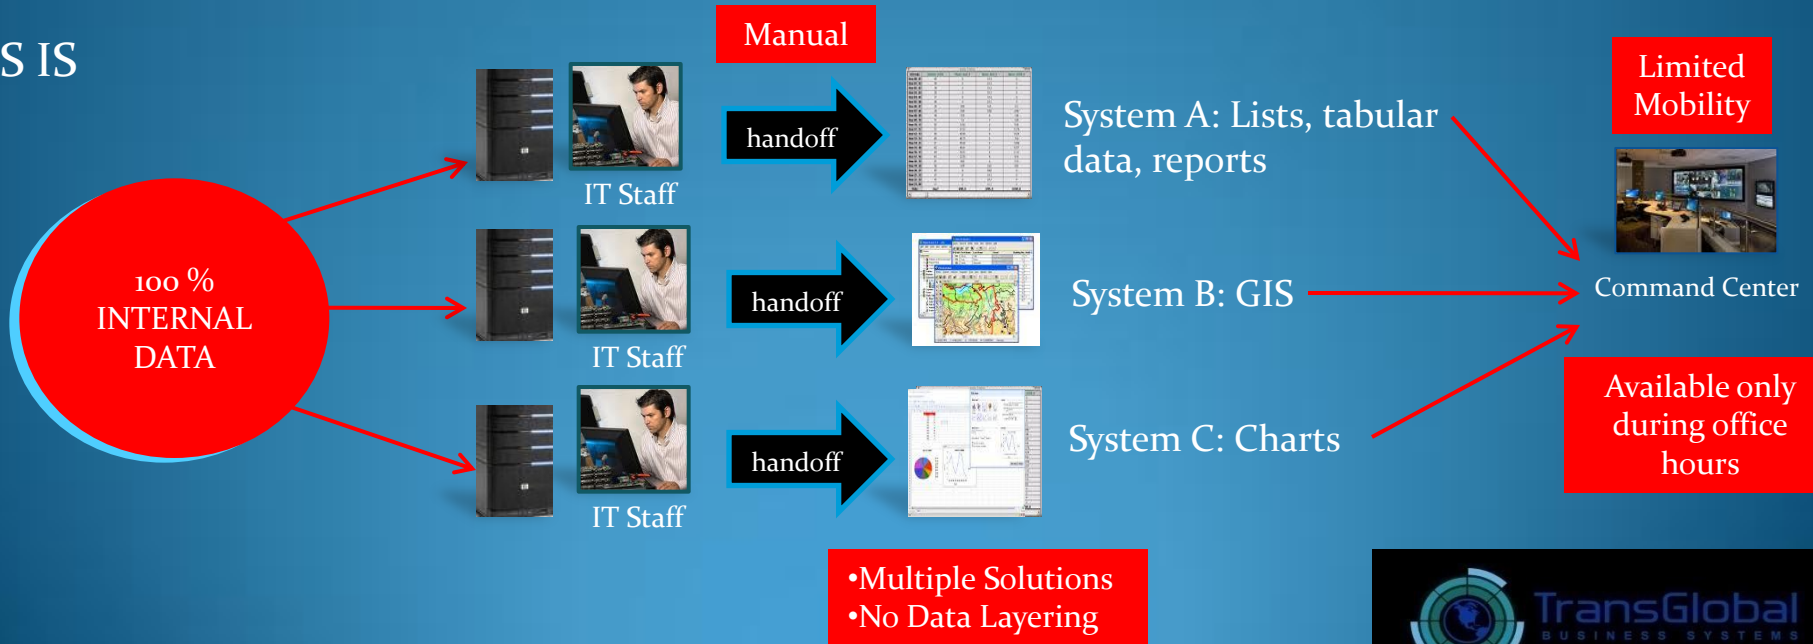 S IS
Manual
Limited
Mobility
handoff
System A: Lists, tabular
data, reports
IT Staff
100 %
INTERNAL
DATA
handoff
System B: GIS
Command Center
IT Staff
handoff
System C: Charts
Available only
during office
hours
IT Staff
•Multiple Solutions
•No Data Layering
TransGlobal
BUSINESS SYSTEMS